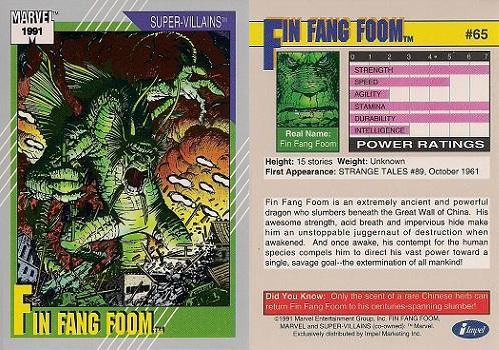 MARVEL™
1991
SUPER-VILLAINS™
FIN FANG FOOM™
FIN FANG FOOM™
#65
0 1 2 3 4 5 6 7
STRENGTH
SPEED
AGILITY
STAMINA
DURABILITY
INTELLIGENCE
Real Name:
Fin Fang Foom
POWER RATINGS
Height: 15 stories Weight: Unknown
First Appearance: STRANGE TALES #89, October 1961
Fin Fang Foom is an extremely ancient and powerful
dragon who slumbers beneath the Great Wall of China. His
awesome strength, acid breath and impervious hide make
him an unstoppable juggernaut of destruction when
awakened. And once awake, his contempt for the human
species compels him to direct his vast power toward a
single, savage goal--the extermination of all mankind!
Did You Know: Only the scent of a rare Chinese herb can
return Fin Fang Foom to his centuries-spanning slumber!
©1991 Marvel Entertainment Group, Inc. FIN FANG FOOM,
MARVEL and SUPER-VILLAINS (co-owned): ™ Marvel.
Exclusively distributed by Impel Marketing Inc.
Impel